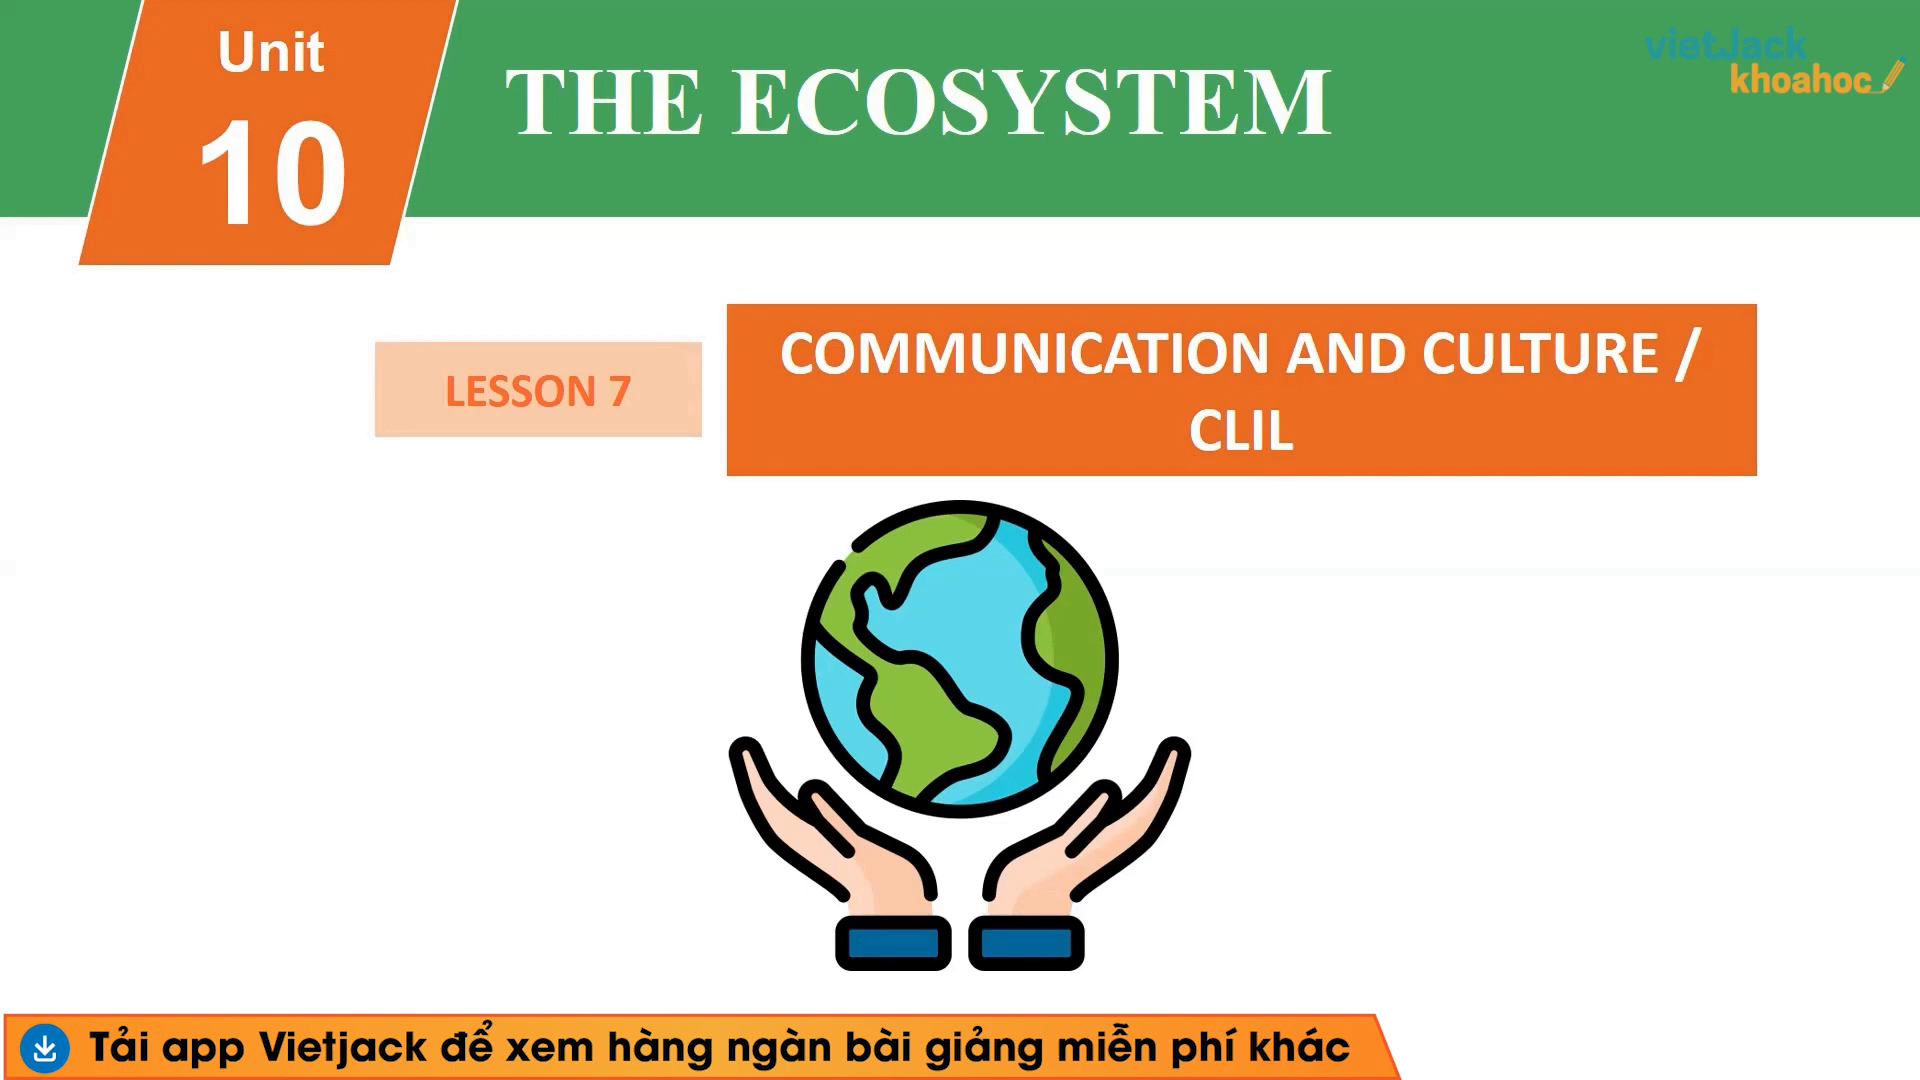 Unit
10
THE ECOSYSTEM
vietJack
khoahoc
LESSON 7
COMMUNICATION AND CULTURE /
CLIL
Tải app Vietjack để xem hàng ngàn bài giảng miễn phí khác